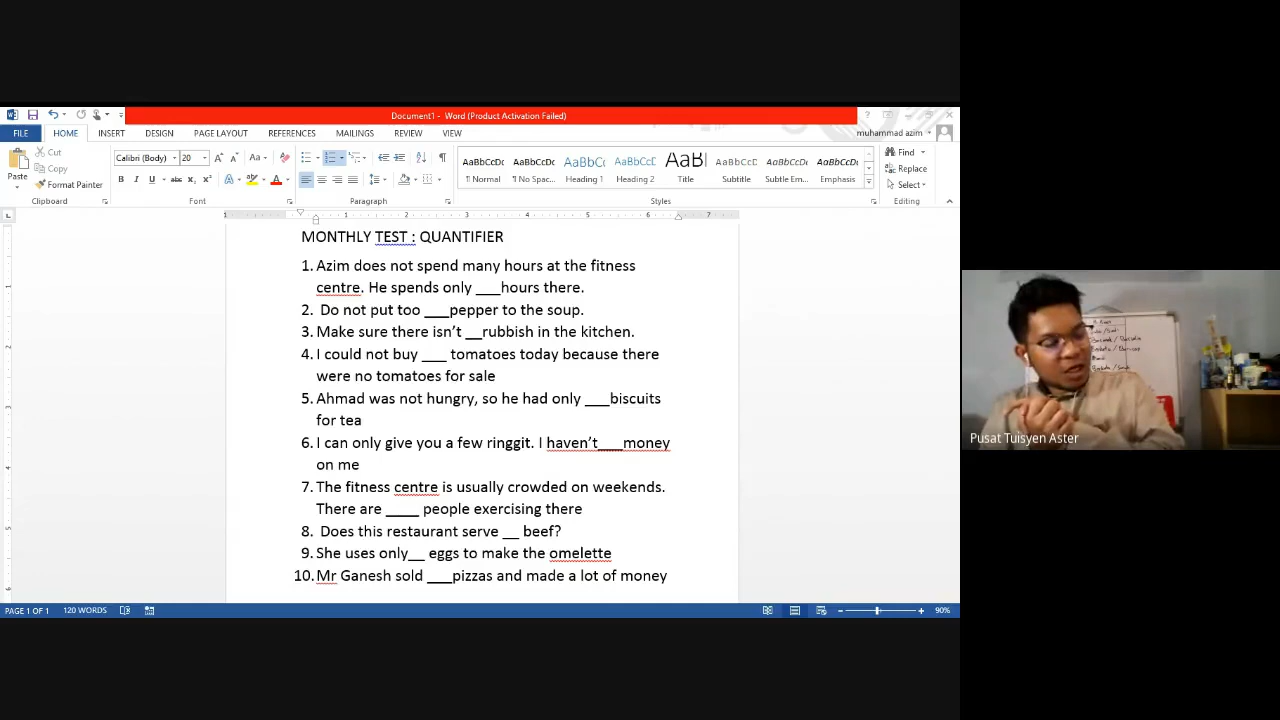 Document1 - Word (Product Activation Failed)
FILE HOME INSERT DESIGN PAGE LAYOUT REFERENCES MAILINGS REVIEW VIEW muhammad azim
Paste Cut Copy Format Painter
Calibri (Body) 20 Aa
AaBbCcDc AaBbCcDc AaBbCc AaBbCcD AaB AaBbCcD AaBbCcDc AaBbCcDc
¶ Normal ¶ No Spac... Heading 1 Heading 2 Title Subtitle Subtle Em... Emphasis
Find Replace Select
Clipboard Font Paragraph Styles Editing
MONTHLY TEST : QUANTIFIER
1. Azim does not spend many hours at the fitness
centre. He spends only ___hours there.
2. Do not put too ___pepper to the soup.
3. Make sure there isn't __rubbish in the kitchen.
4. I could not buy ___ tomatoes today because there
were no tomatoes for sale
5. Ahmad was not hungry, so he had only ___biscuits
for tea
6. I can only give you a few ringgit. I haven't___money
on me
7. The fitness centre is usually crowded on weekends.
There are ____ people exercising there
8. Does this restaurant serve __ beef?
9. She uses only__ eggs to make the omelette
10. Mr Ganesh sold ___pizzas and made a lot of money
PAGE 1 OF 1 120 WORDS 90%
Pusat Tuisyen Aster